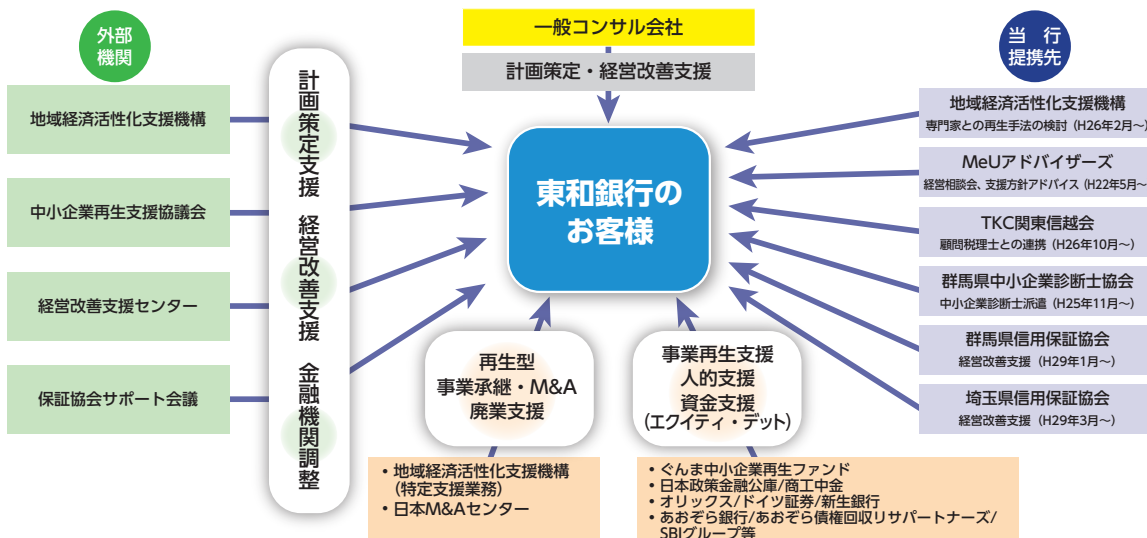 外部
機関
地域経済活性化支援機構
中小企業再生支援協議会
経営改善支援センター
保証協会サポート会議
計画策定支援
経営改善支援
金融機関調整
一般コンサル会社
計画策定・経営改善支援
東和銀行の
お客様
再生型
事業承継・M&A
廃業支援
・地域経済活性化支援機構
(特定支援業務)
・日本M&Aセンター
事業再生支援
人的支援
資金支援
(エクイティ・デット)
・ぐんま中小企業再生ファンド
・日本政策金融公庫/商工中金
・オリックス/ドイツ証券/新生銀行
・あおぞら銀行/あおぞら債権回収リサパートナーズ/
SBIグループ等
当 行
提携先
地域経済活性化支援機構
専門家との再生手法の検討(H26年2月~)
MeUアドバイザーズ
経営相談会、支援方針アドバイス(H22年5月~)
TKC関東信越会
顧問税理士との連携(H26年10月~)
群馬県中小企業診断士協会
中小企業診断士派遣(H25年11月~)
群馬県信用保証協会
経営改善支援(H29年1月~)
埼玉県信用保証協会
経営改善支援(H29年3月~)